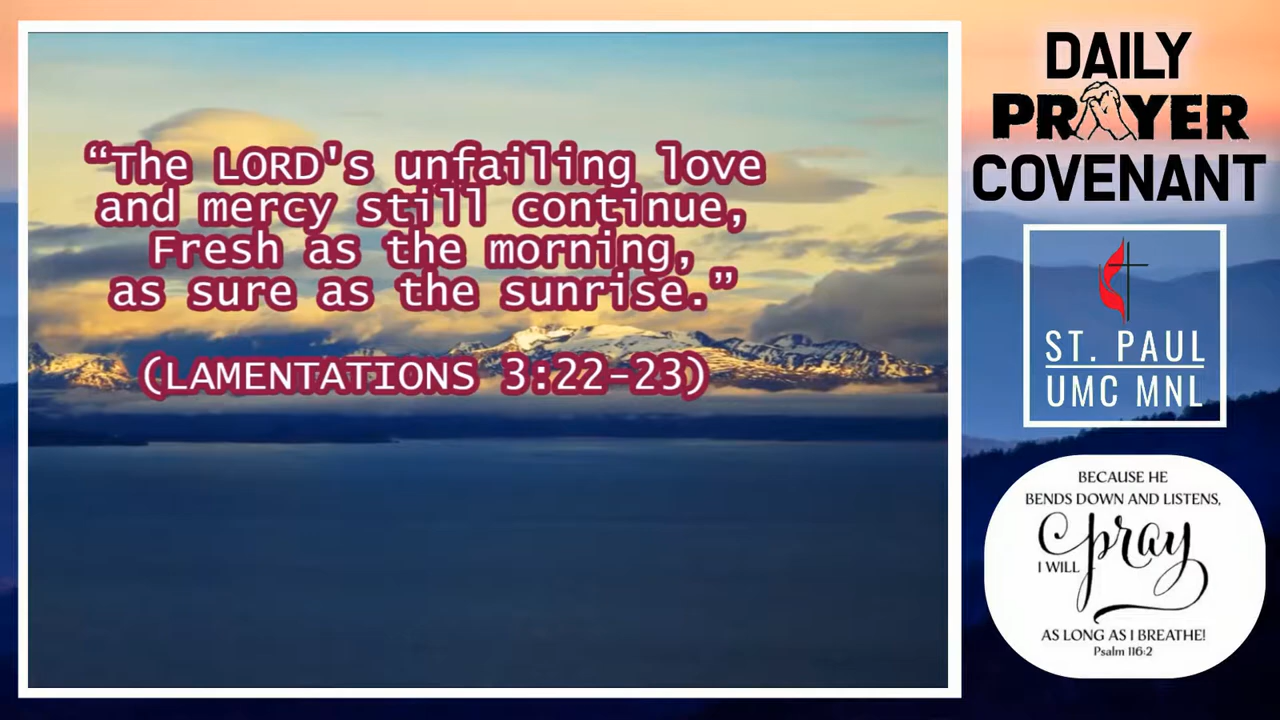 “The LORD's unfailing love
and mercy still continue,
Fresh as the morning,
as sure as the sunrise.”
(LAMENTATIONS 3:22-23)
DAILY
PRAYER
COVENANT
ST. PAUL
UMC MNL
BECAUSE HE
BENDS DOWN AND LISTENS,
I WILL pray
AS LONG AS I BREATHE!
Psalm 116:2